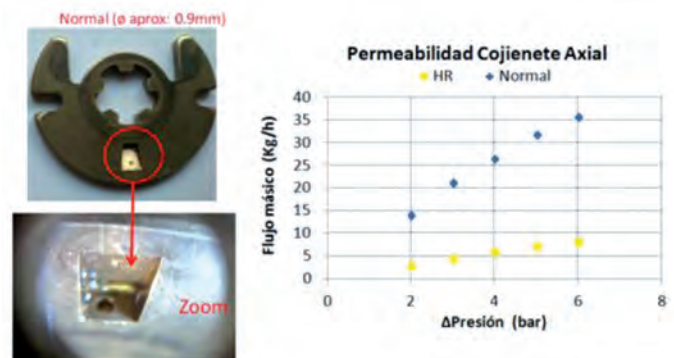 Normal (ø aprox: 0.9mm)
Zoom
Permeabilidad Cojienete Axial
HR Normal
Flujo másico (Kg/h)
40
35
30
25
20
15
10
5
0
0 2 4 6 8
ΔPresión (bar)